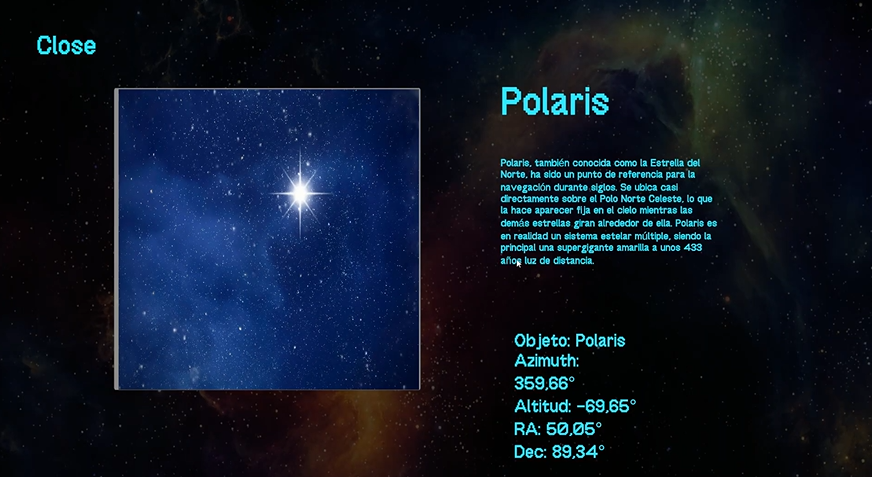 Close
Polaris
Polaris, también conocida como la Estrella del
Norte, ha sido un punto de referencia para la
navegación durante siglos. Se ubica casi
directamente sobre el Polo Norte Celeste, lo que
la hace aparecer fija en el cielo mientras las
demás estrellas giran alrededor de ella. Polaris es
en realidad un sistema estelar múltiple, siendo la
principal una supergigante amarilla a unos 433
años luz de distancia.
Objeto: Polaris
Azimuth:
359,66°
Altitud: -69,65°
RA: 50,05°
Dec: 89,34°